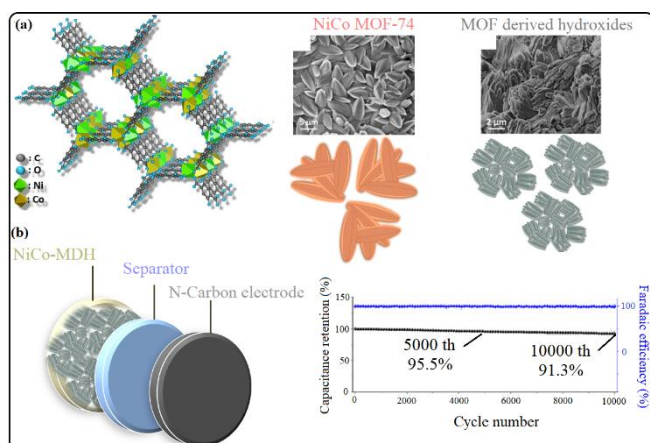 (a)
NiCo MOF-74
MOF derived hydroxides
5 µm
2 µm
: C
: O
: Ni
: Co
(b)
NiCo-MDH
Separator
N-Carbon electrode
Capacitance retention (%)
150
100
50
0
5000 th
95.5%
10000 th
91.3%
100
0
Faradaic efficiency (%)
0 2000 4000 6000 8000 10000
Cycle number